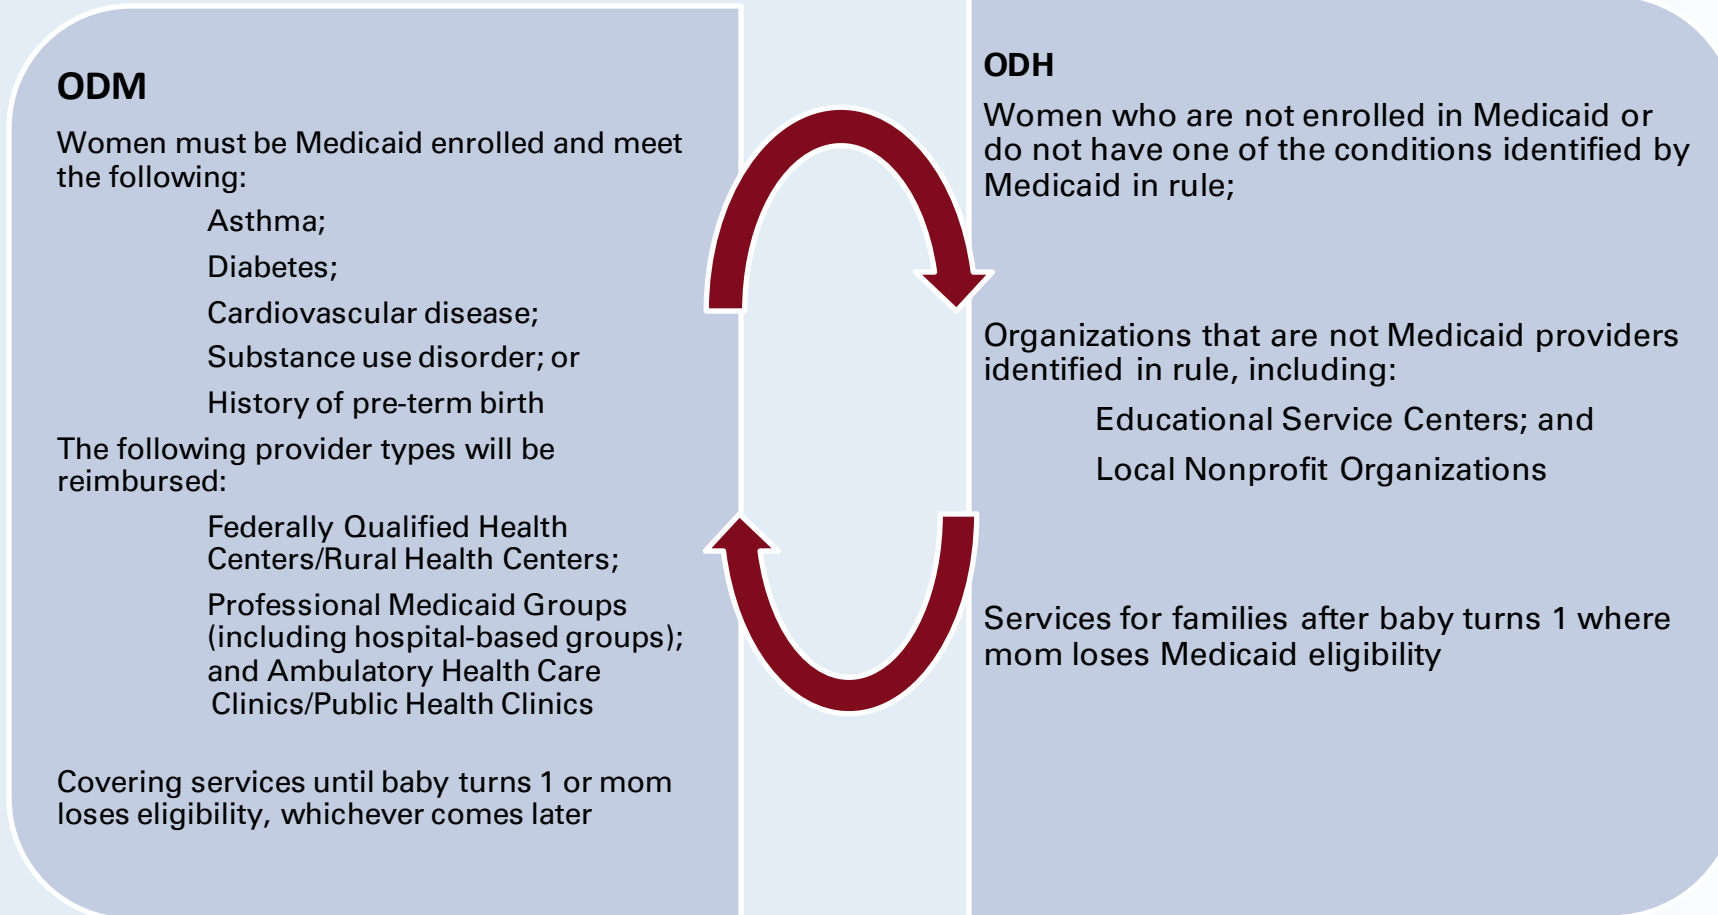 ODM
Women must be Medicaid enrolled and meet
the following:
Asthma;
Diabetes;
Cardiovascular disease;
Substance use disorder; or
History of pre-term birth
The following provider types will be
reimbursed:
Federally Qualified Health
Centers/Rural Health Centers;
Professional Medicaid Groups
(including hospital-based groups);
and Ambulatory Health Care
Clinics/Public Health Clinics
Covering services until baby turns 1 or mom
loses eligibility, whichever comes later
ODH
Women who are not enrolled in Medicaid or
do not have one of the conditions identified by
Medicaid in rule;
Organizations that are not Medicaid providers
identified in rule, including:
Educational Service Centers; and
Local Nonprofit Organizations
Services for families after baby turns 1 where
mom loses Medicaid eligibility